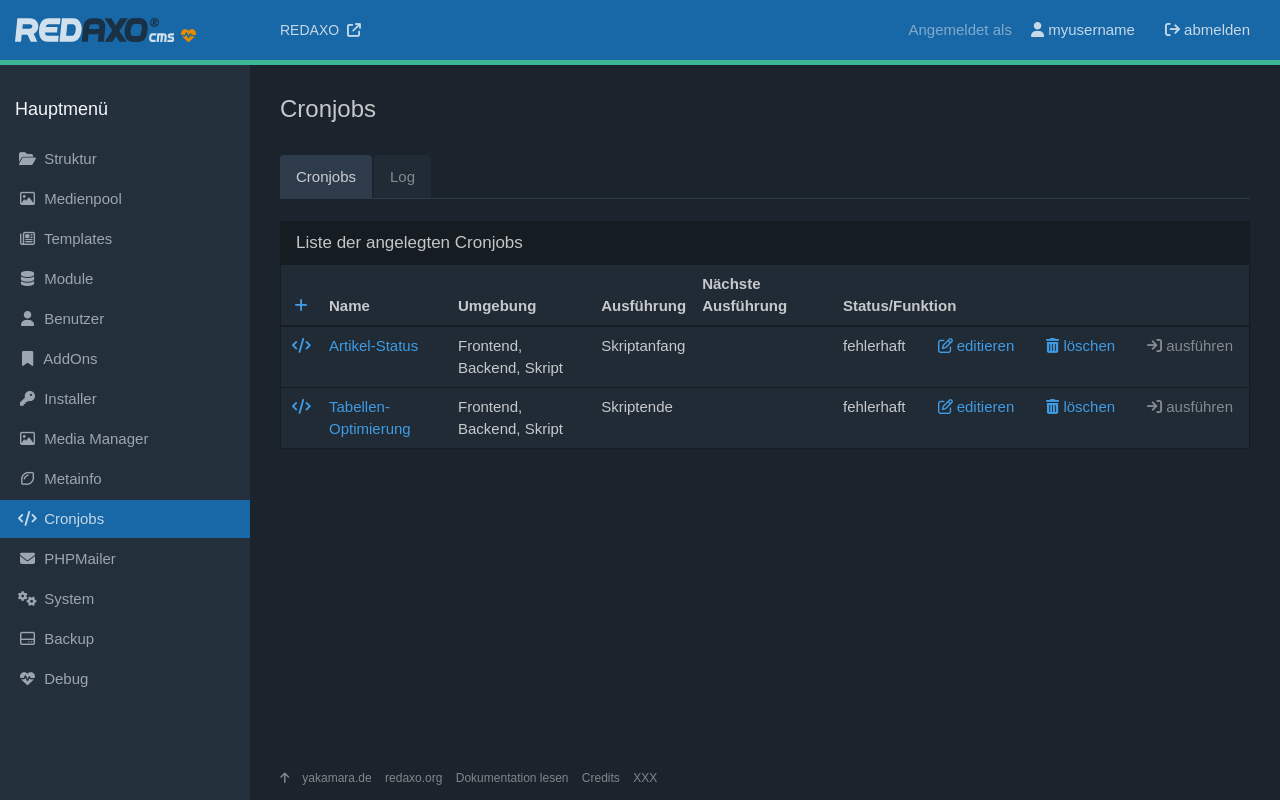 REDAXO® cms REDAXO Angemeldet als myusername abmelden
Hauptmenü
Struktur
Medienpool
Templates
Module
Benutzer
AddOns
Installer
Media Manager
Metainfo
Cronjobs
PHPMailer
System
Backup
Debug
Cronjobs
Cronjobs Log
Liste der angelegten Cronjobs
Name Umgebung Ausführung Nächste Ausführung Status/Funktion
Artikel-Status Frontend, Skriptanfang fehlerhaft editieren löschen ausführen
Backend, Skript
Tabellen- Frontend, Skriptende fehlerhaft editieren löschen ausführen
Optimierung Backend, Skript
yakamara.de redaxo.org Dokumentation lesen Credits XXX